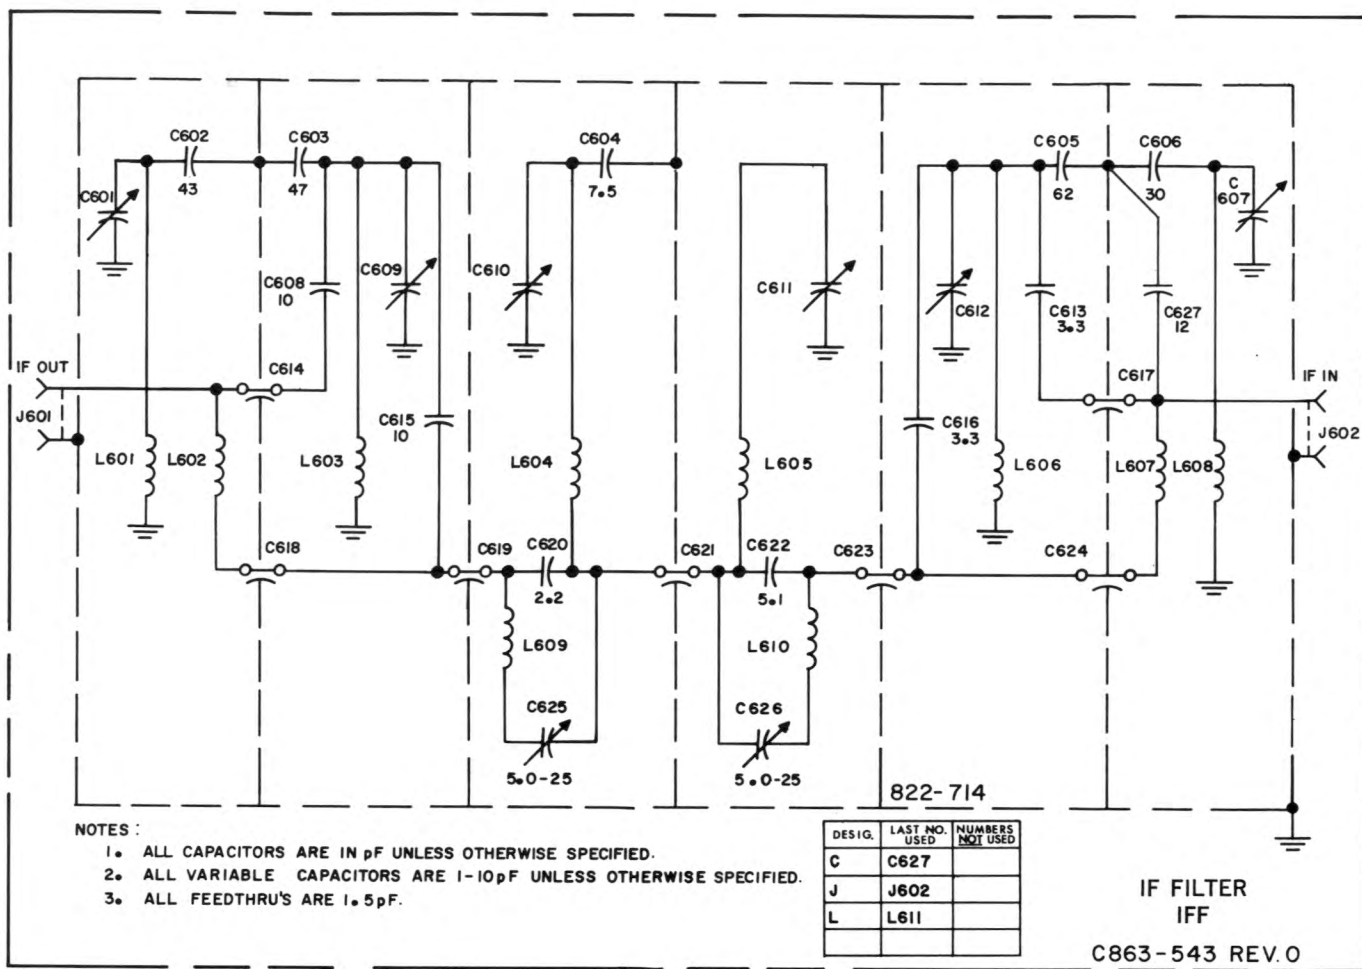 C602
43
C603
47
C604
7.5
C605
62
C606
30
C
607
C601
C608
10
C609
C610
C611
C612
C613
3.3
C627
12
IF OUT
J601
C614
C617
IF IN
J602
L601
L602
L603
C615
10
L604
L605
C616
3.3
L606
L607
L608
C618
C619
C620
2.2
C621
C622
5.1
C623
C624
L609
L610
C625
5.0-25
C626
5.0-25
822-714
NOTES:
1. ALL CAPACITORS ARE IN pF UNLESS OTHERWISE SPECIFIED.
2. ALL VARIABLE CAPACITORS ARE 1-10pF UNLESS OTHERWISE SPECIFIED.
3. ALL FEEDTHRU'S ARE 1.5pF.
DESIG. LAST NO. USED NUMBERS NOT USED
C C627
J J602
L L611
IF FILTER
IFF
C863-543 REV. O